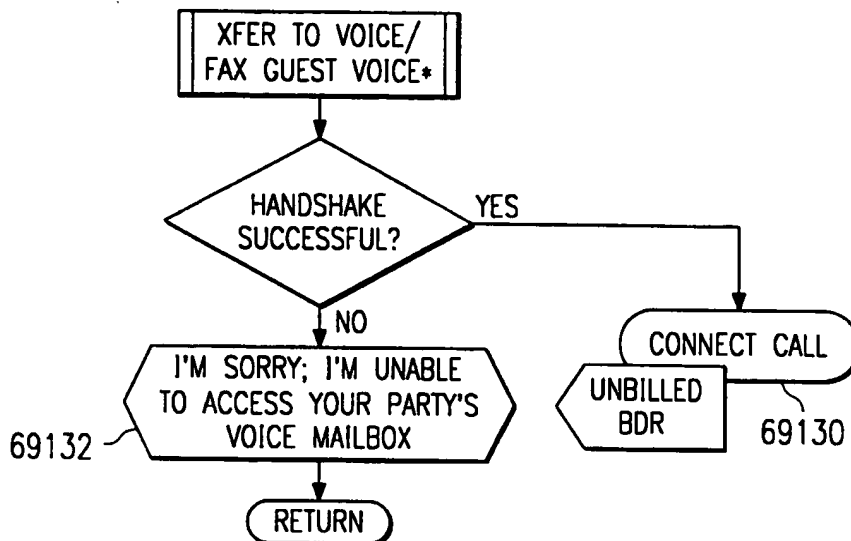 XFER TO VOICE/
FAX GUEST VOICE*
HANDSHAKE
SUCCESSFUL?
YES
NO
I'M SORRY; I'M UNABLE
TO ACCESS YOUR PARTY'S
VOICE MAILBOX
69132
CONNECT CALL
UNBILLED
BDR
69130
RETURN